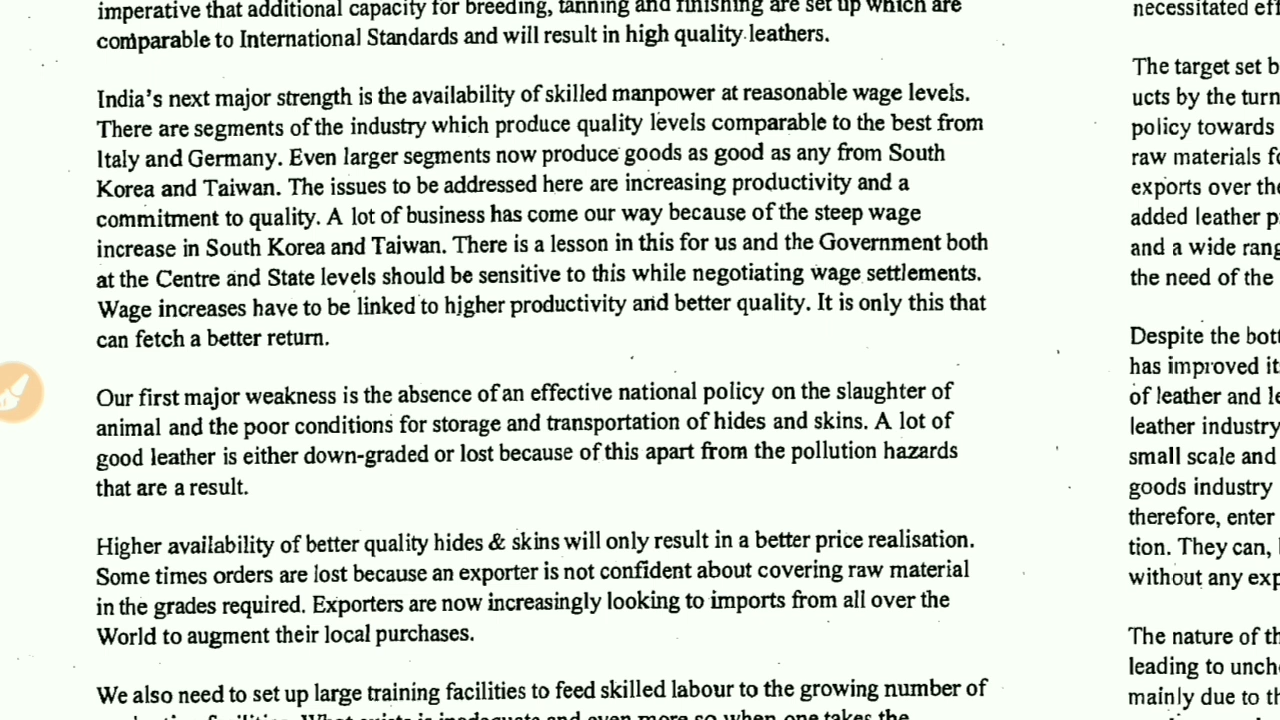 imperative that additional capacity for breeding, tanning and finishing are set up which are
comparable to International Standards and will result in high quality leathers.
India's next major strength is the availability of skilled manpower at reasonable wage levels.
There are segments of the industry which produce quality levels comparable to the best from
Italy and Germany. Even larger segments now produce goods as good as any from South
Korea and Taiwan. The issues to be addressed here are increasing productivity and a
commitment to quality. A lot of business has come our way because of the steep wage
increase in South Korea and Taiwan. There is a lesson in this for us and the Government both
at the Centre and State levels should be sensitive to this while negotiating wage settlements.
Wage increases have to be linked to higher productivity and better quality. It is only this that
can fetch a better return.
Our first major weakness is the absence of an effective national policy on the slaughter of
animal and the poor conditions for storage and transportation of hides and skins. A lot of
good leather is either down-graded or lost because of this apart from the pollution hazards
that are a result.
Higher availability of better quality hides & skins will only result in a better price realisation.
Some times orders are lost because an exporter is not confident about covering raw material
in the grades required. Exporters are now increasingly looking to imports from all over the
World to augment their local purchases.
We also need to set up large training facilities to feed skilled labour to the growing number of
What exists is inadequate and even more so when one takes the
necessitated
The target set
ucts by the turn
policy towards
raw materials
exports over
added leather
and a wide
the need of the
Despite the
has improved
of leather and
leather industry
small scale and
goods industry
therefore, enter
tion. They can,
without any
The nature of
leading to
mainly due to